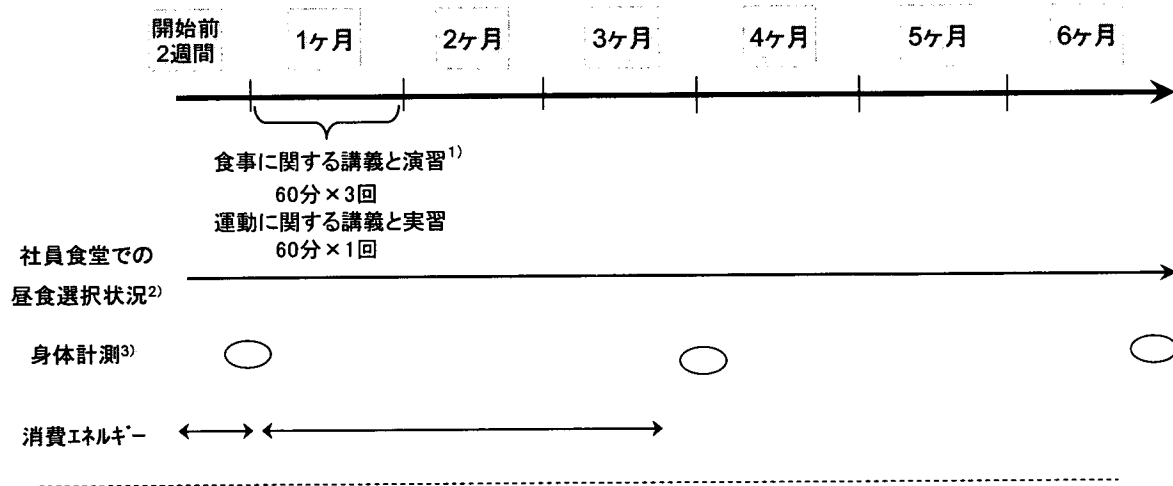 開始前
2週間
1ヶ月
2ヶ月
3ヶ月
4ヶ月
5ヶ月
6ヶ月
食事に関する講義と演習1)
60分×3回
運動に関する講義と実習
60分×1回
社員食堂での
昼食選択状況2)
身体計測3)
消費エネルギー